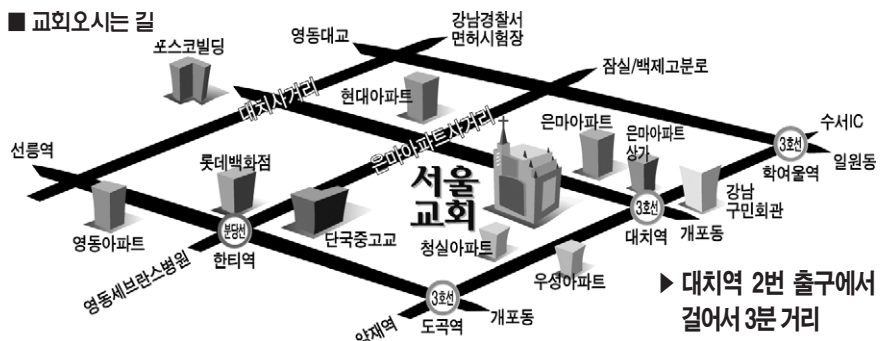 ■ 교회오시는 길
포스코빌딩
영동대교
강남경찰서
면허시험장
잠실/백제고분로
대치사거리
현대아파트
은마아파트사거리
은마아파트
은마아파트
상가
3호선
수서IC
일원동
학여울역
선릉역
롯데백화점
서울
교회
강남
구민회관
영동아파트
분당선
한티역
단국중고교
청실아파트
3호선
대치역
개포동
영동세브란스병원
우성아파트
3호선
도곡역
개포동
양재역
▶ 대치역 2번 출구에서
걸어서 3분 거리